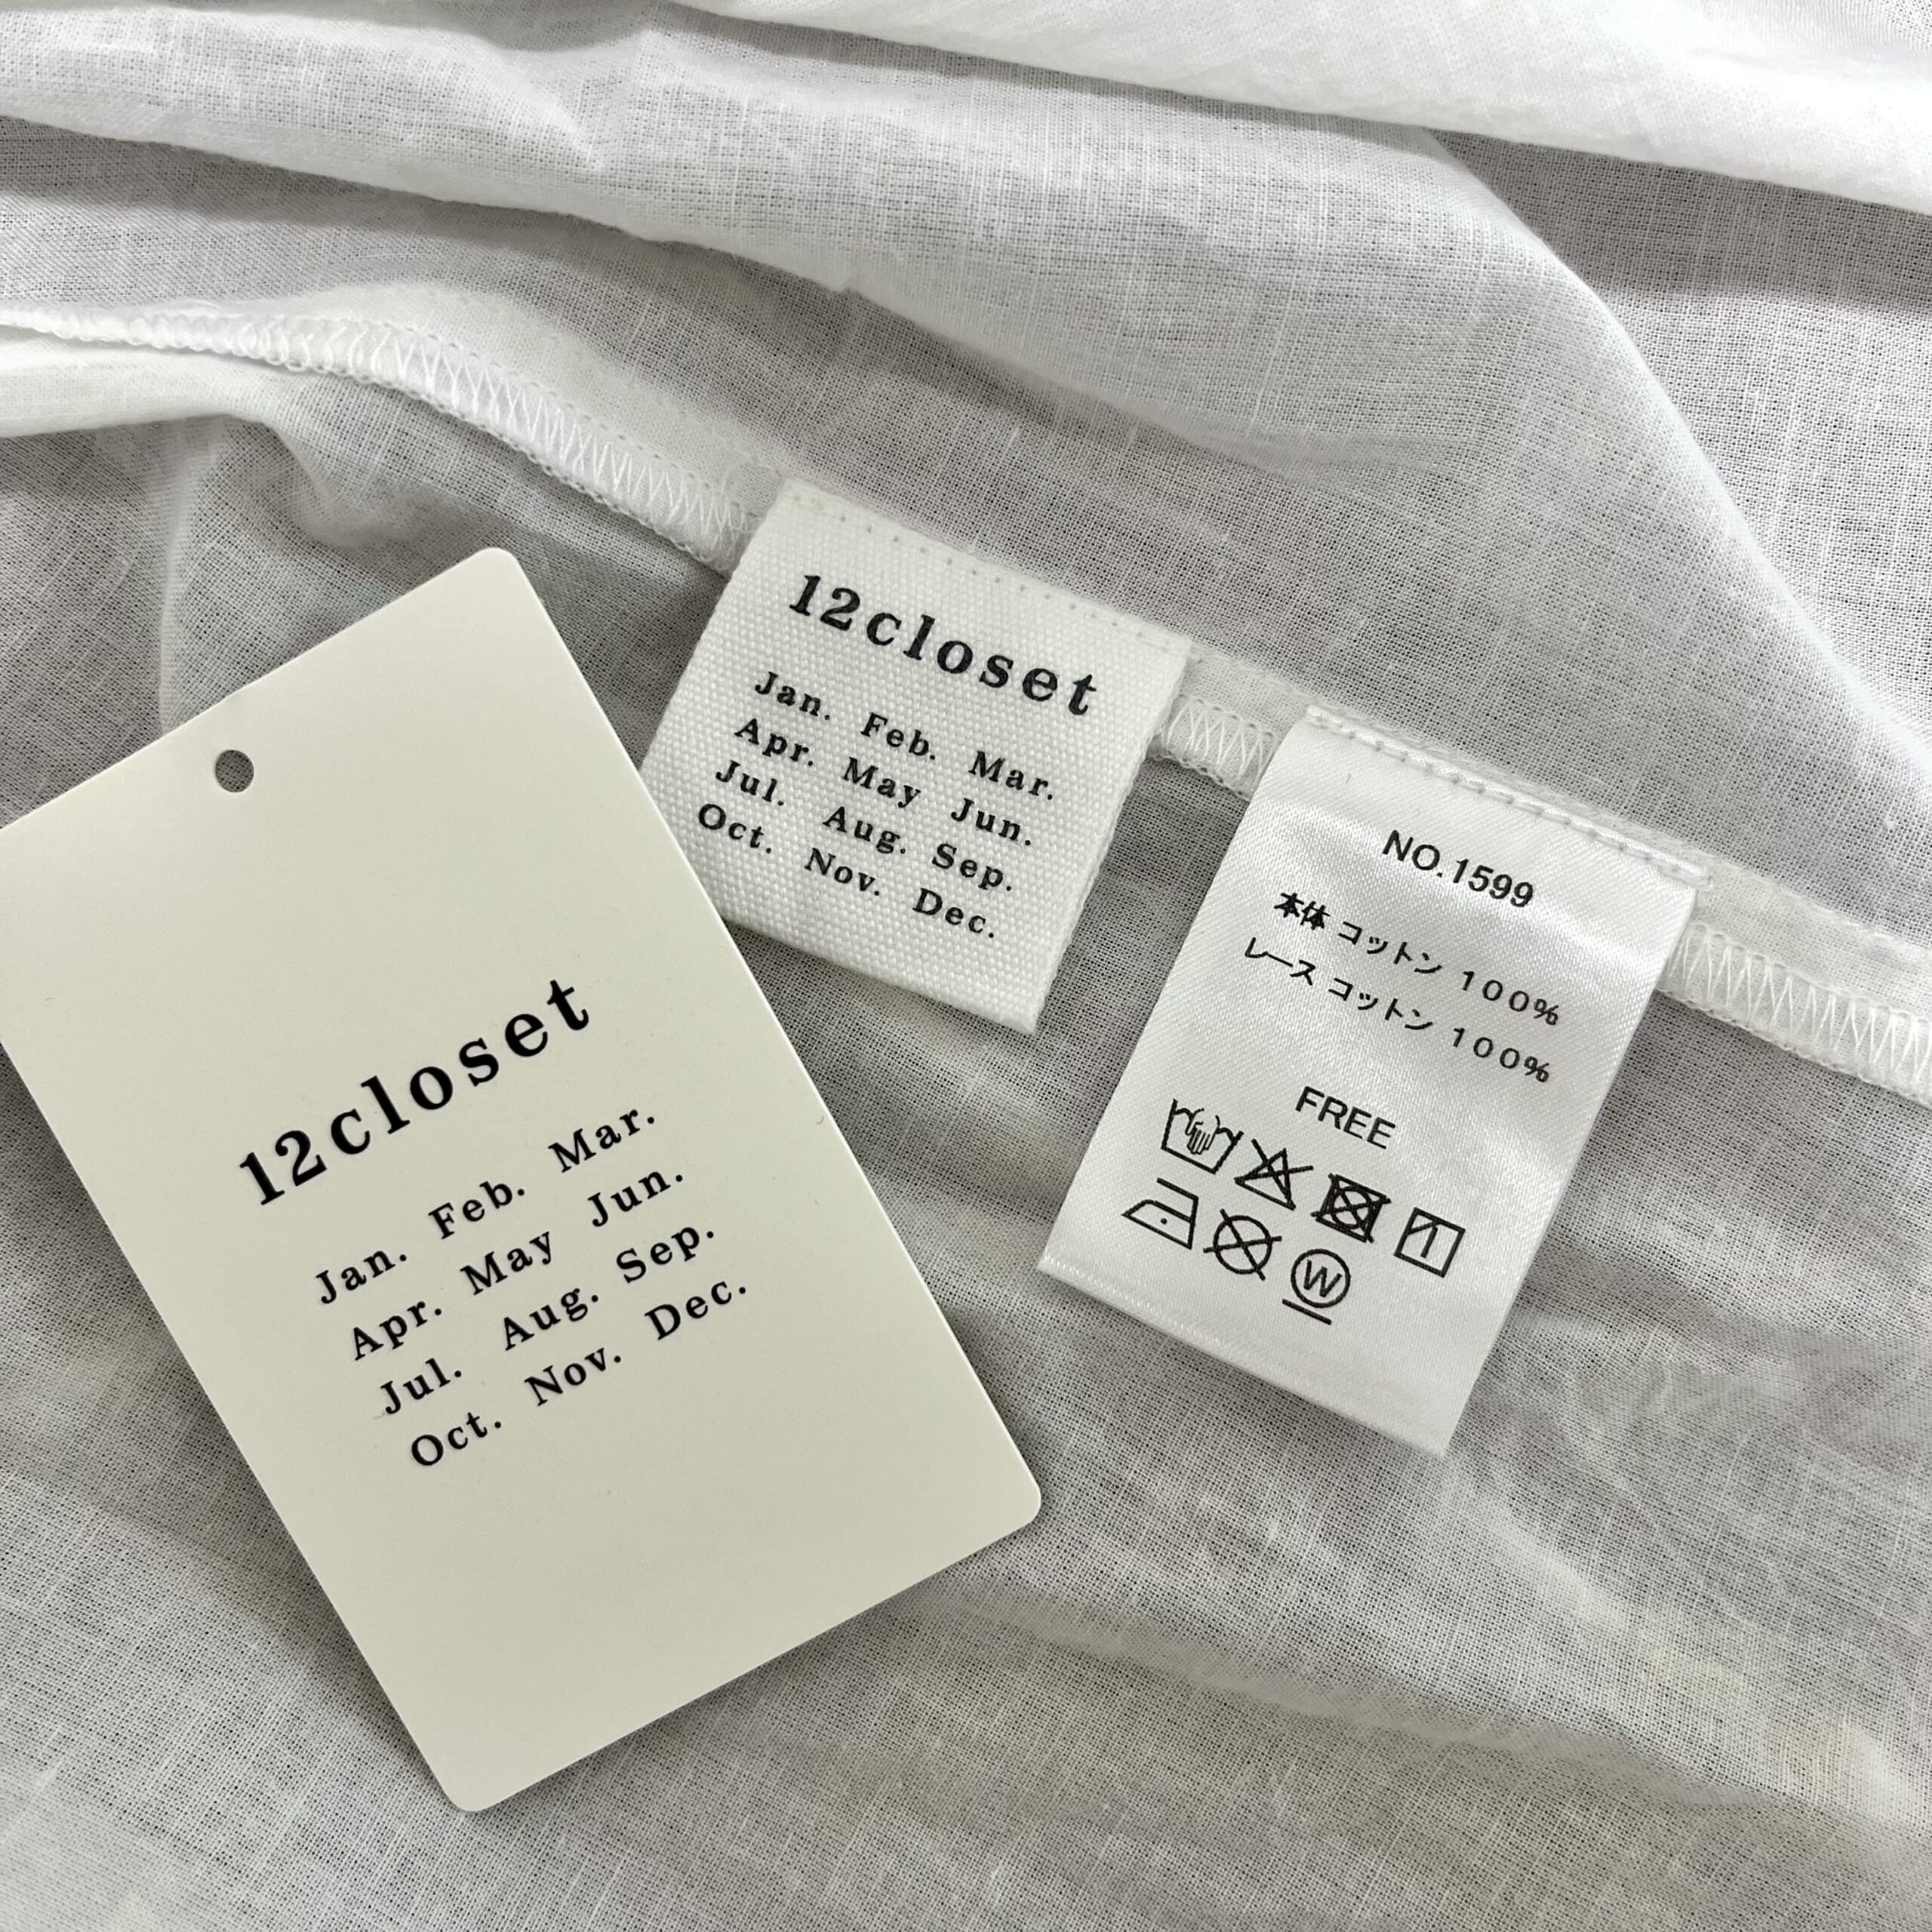 12closet
Jan. Feb. Mar.
Apr. May Jun.
Jul. Aug. Sep.
Oct. Nov. Dec.
12closet
Jan. Feb. Mar.
Apr. May Jun.
Jul. Aug. Sep.
Oct. Nov. Dec.
NO.1599
本体 コットン 100%
レース コットン 100%
FREE
W